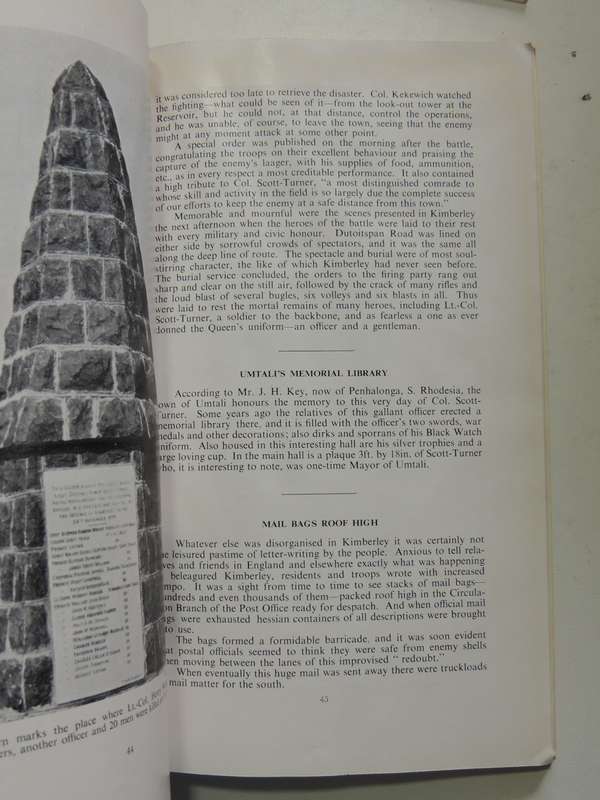 rn marks the place where Lt.-Col.
ers, another officer and 20 men were killed
44
it was considered too late to retrieve the disaster. Col. Kekewich watched
the fighting—what could be seen of it—from the look-out tower at the
Reservoir, but he could not, at that distance, control the operations,
and he was unable, of course, to leave the town, seeing that the enemy
might at any moment attack at some other point.
A special order was published on the morning after the battle,
congratulating the troops on their excellent behaviour and praising the
capture of the enemy's laager, with his supplies of food, ammunition,
etc., as in every respect a most creditable performance. It also contained
a high tribute to Col. Scott-Turner, "a most distinguished comrade to
whose skill and activity in the field is so largely due the complete success
of our efforts to keep the enemy at a safe distance from this town."
Memorable and mournful were the scenes presented in Kimberley
the next afternoon when the heroes of the battle were laid to their rest
with every military and civic honour. Dutoitspan Road was lined on
either side by sorrowful crowds of spectators, and it was the same all
along the deep line of route. The spectacle and burial were of most soul-
stirring character, the like of which Kimberley had never seen before.
The burial service concluded, the orders to the firing party rang out
sharp and clear on the still air, followed by the crack of many rifles and
the loud blast of several bugles, six volleys and six blasts in all. Thus
were laid to rest the mortal remains of many heroes, including Lt.-Col.
Scott-Turner, a soldier to the backbone, and as fearless a one as ever
donned the Queen's uniform—an officer and a gentleman.
UMTALI'S MEMORIAL LIBRARY
According to Mr. J. H. Key, now of Penhalonga, S. Rhodesia, the
own of Umtali honours the memory to this very day of Col. Scott-
Turner. Some years ago the relatives of this gallant officer erected a
memorial library there, and it is filled with the officer's two swords, war
medals and other decorations; also dirks and sporrans of his Black Watch
uniform. Also housed in this interesting hall are his silver trophies and a
arge loving cup. In the main hall is a plaque 3ft. by 18in. of Scott-Turner
who, it is interesting to note, was one-time Mayor of Umtali.
MAIL BAGS ROOF HIGH
Whatever else was disorganised in Kimberley it was certainly not
he leisured pastime of letter-writing by the people. Anxious to tell rela-
ives and friends in England and elsewhere exactly what was happening
beleagured Kimberley, residents and troops wrote with increased
mpo. It was a sight from time to time to see stacks of mail bags—
undreds and even thousands of them—packed roof high in the Circula-
on Branch of the Post Office ready for despatch. And when official mail
ags were exhausted hessian containers of all descriptions were brought
to use.
The bags formed a formidable barricade, and it was soon evident
at postal officials seemed to think they were safe from enemy shells
hen moving between the lanes of this improvised "redoubt."
When eventually this huge mail was sent away there were truckloads
mail matter for the south.
45